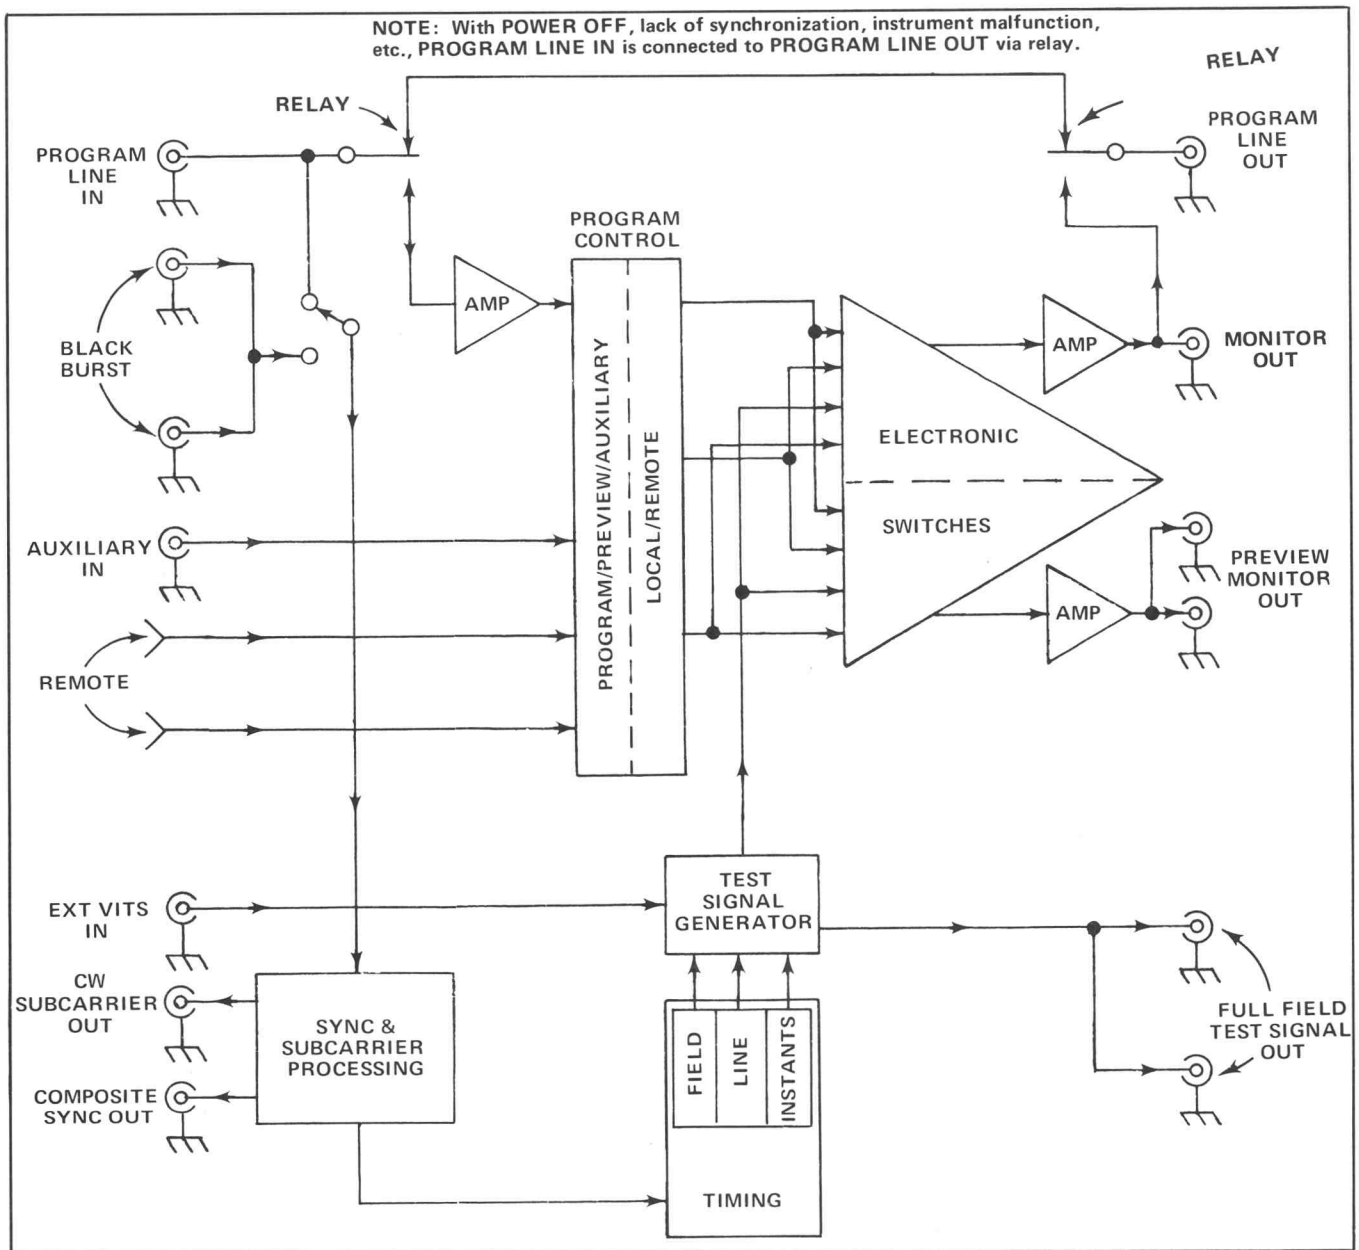 NOTE: With POWER OFF, lack of synchronization, instrument malfunction,
etc., PROGRAM LINE IN is connected to PROGRAM LINE OUT via relay.
RELAY
RELAY
PROGRAM
LINE
IN
PROGRAM
LINE
OUT
PROGRAM
CONTROL
AMP
BLACK
BURST
AMP
MONITOR
OUT
PROGRAM/PREVIEW/AUXILIARY
LOCAL/REMOTE
ELECTRONIC
SWITCHES
AUXILIARY
IN
PREVIEW
MONITOR
OUT
AMP
REMOTE
EXT VITS
IN
TEST
SIGNAL
GENERATOR
CW
SUBCARRIER
OUT
SYNC &
SUBCARRIER
PROCESSING
FIELD
LINE
INSTANTS
FULL FIELD
TEST SIGNAL
OUT
COMPOSITE
SYNC OUT
TIMING